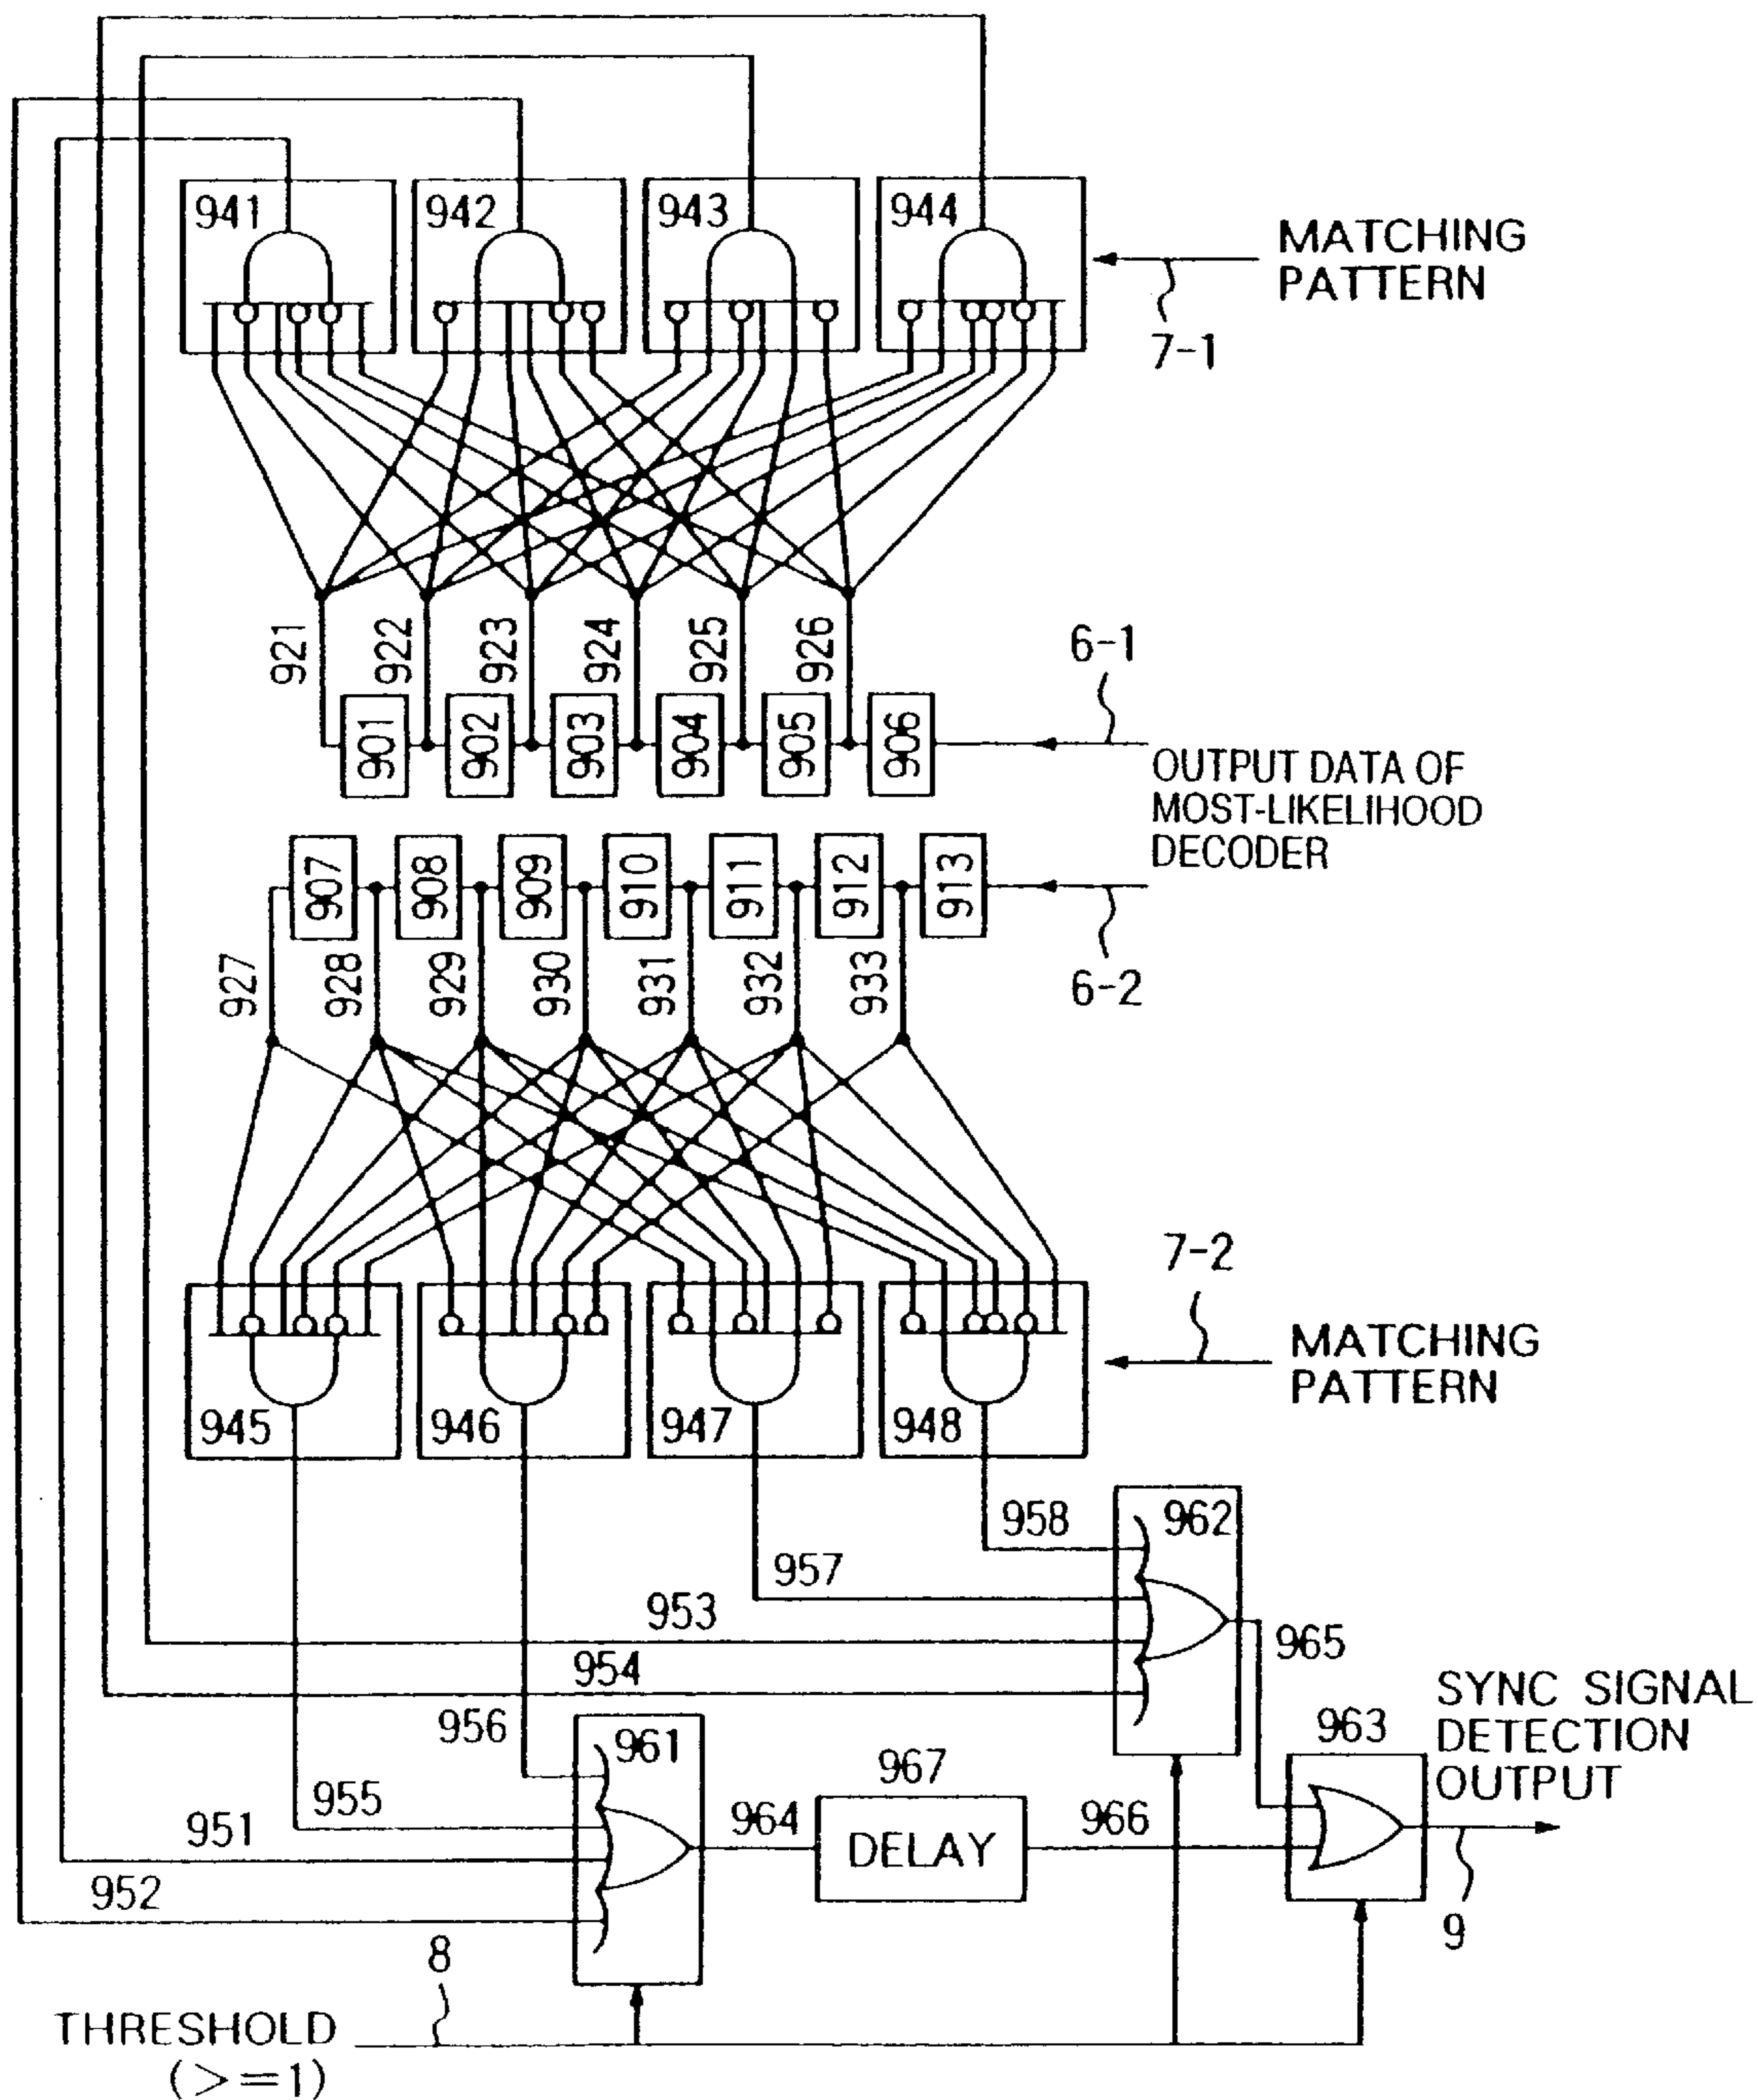 941 942 943 944
MATCHING
PATTERN
7-1
921 922 923 924 925 926
6-1
901 902 903 904 905 906
OUTPUT DATA OF
MOST-LIKELIHOOD
DECODER
907 908 909 910 911 912 913
927 928 929 930 931 932 933
6-2
7-2
MATCHING
PATTERN
945 946 947 948
958 962
957
953
965
954
SYNC SIGNAL
DETECTION
OUTPUT
956
961
963
967
955
964
DELAY
966
951
952
8
9
THRESHOLD
(>=1)